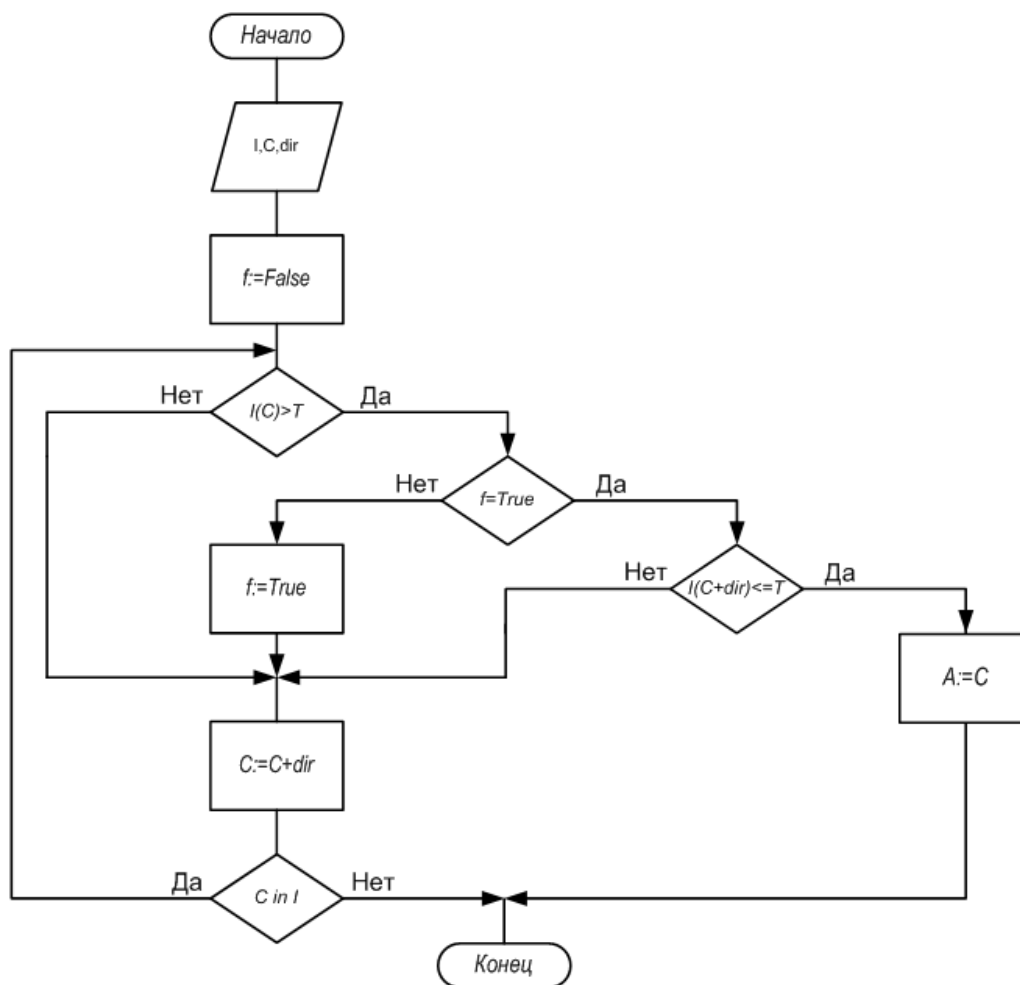 Начало
I,C,dir
f:=False
Нет
I(C)>T
Да
Нет
f=True
Да
f:=True
Нет
I(C+dir)<=T
Да
A:=C
C:=C+dir
Да
C in I
Нет
Конец